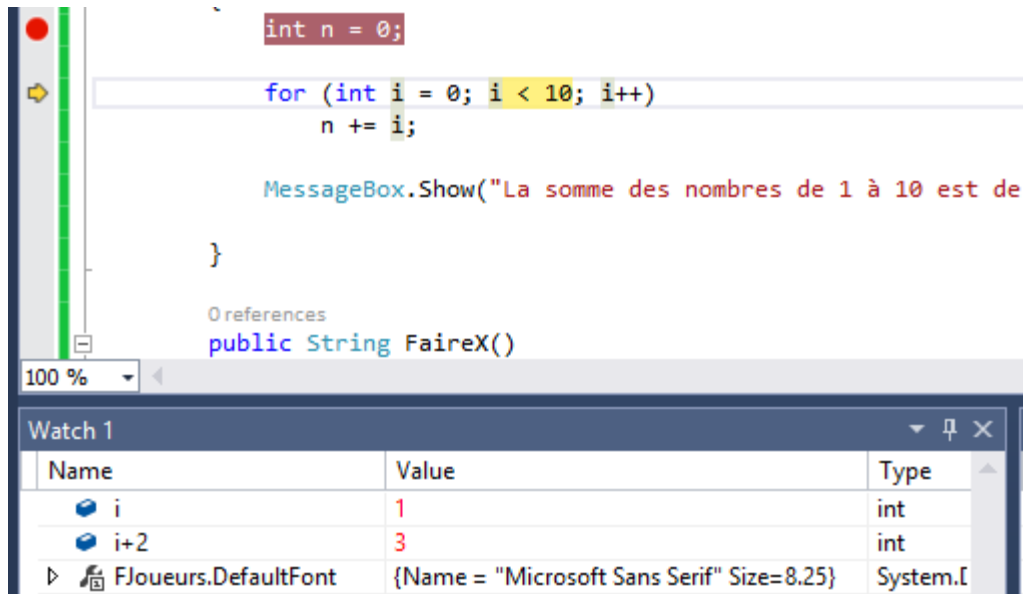 int n = 0;
for (int i = 0; i < 10; i++)
n += i;
MessageBox.Show("La somme des nombres de 1 à 10 est de
}
0 references
public String FaireX()
100 %
Watch 1
Name Value Type
i 1 int
i+2 3 int
FJoueurs.DefaultFont {Name = "Microsoft Sans Serif" Size=8.25} System.D